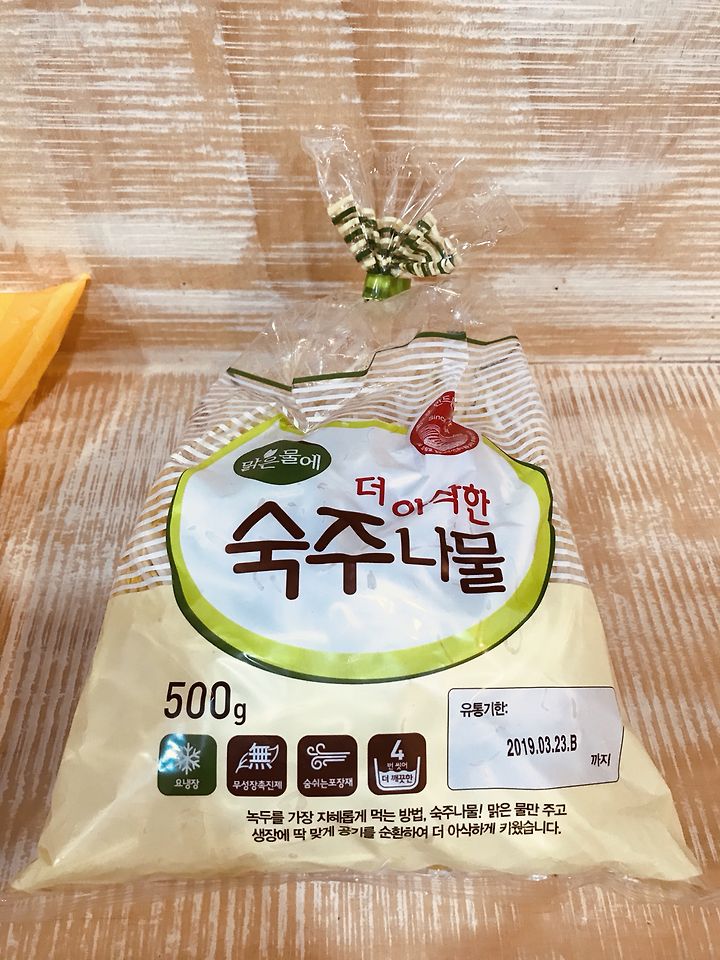 맑은물에
더 아삭한
숙주나물
500g
유통기한:
2019.03.23.B
까지
요냉장
無
무성장촉진제
숨쉬는포장재
4
번 씻어
더 깨끗한
녹두를 가장 지혜롭게 먹는 방법, 숙주나물! 맑은 물만 주고
생장에 딱 맞게 공기를 순환하여 더 아삭하게 키웠습니다.